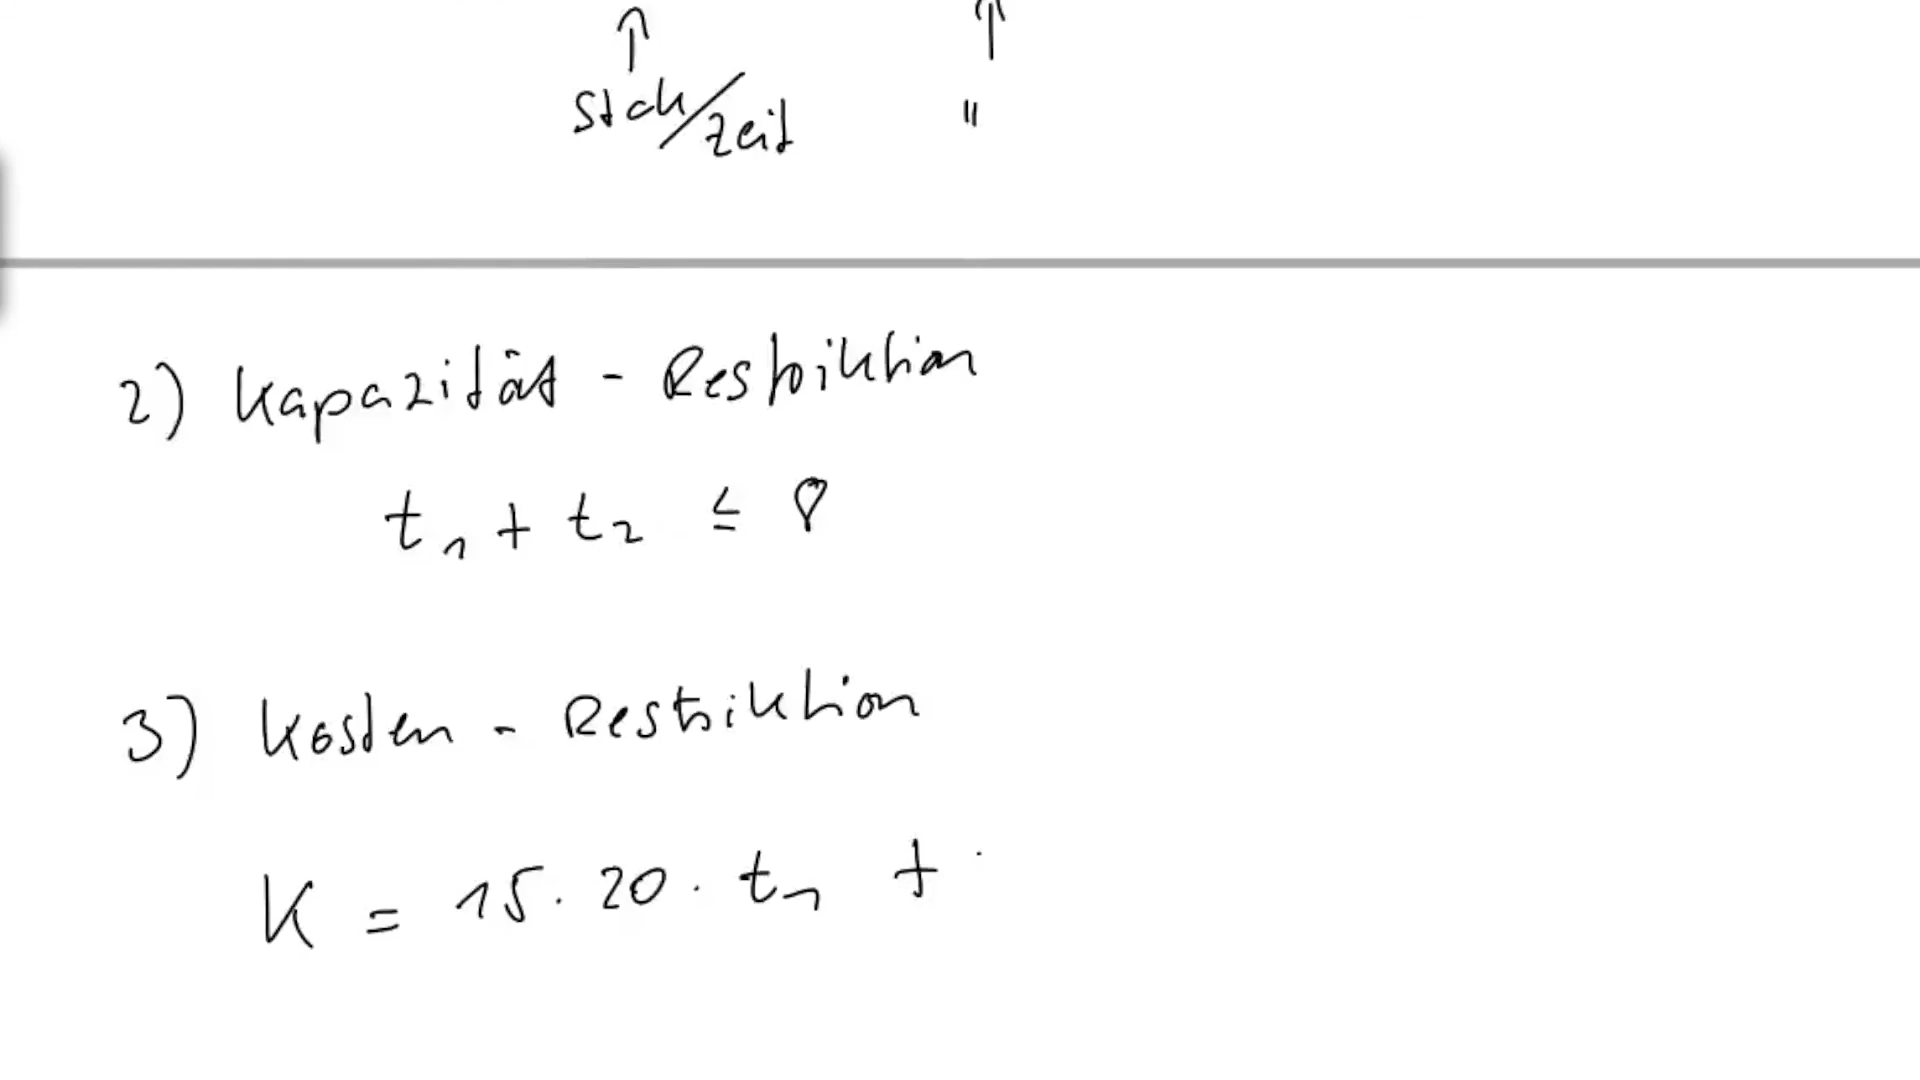 ↑ ↑
Stck/Zeit "
2) Kapazität - Restriktion
t₁ + t₂ ≤ 8
3) Kosten - Restriktion
K = 15 · 20 · t₁ + ·